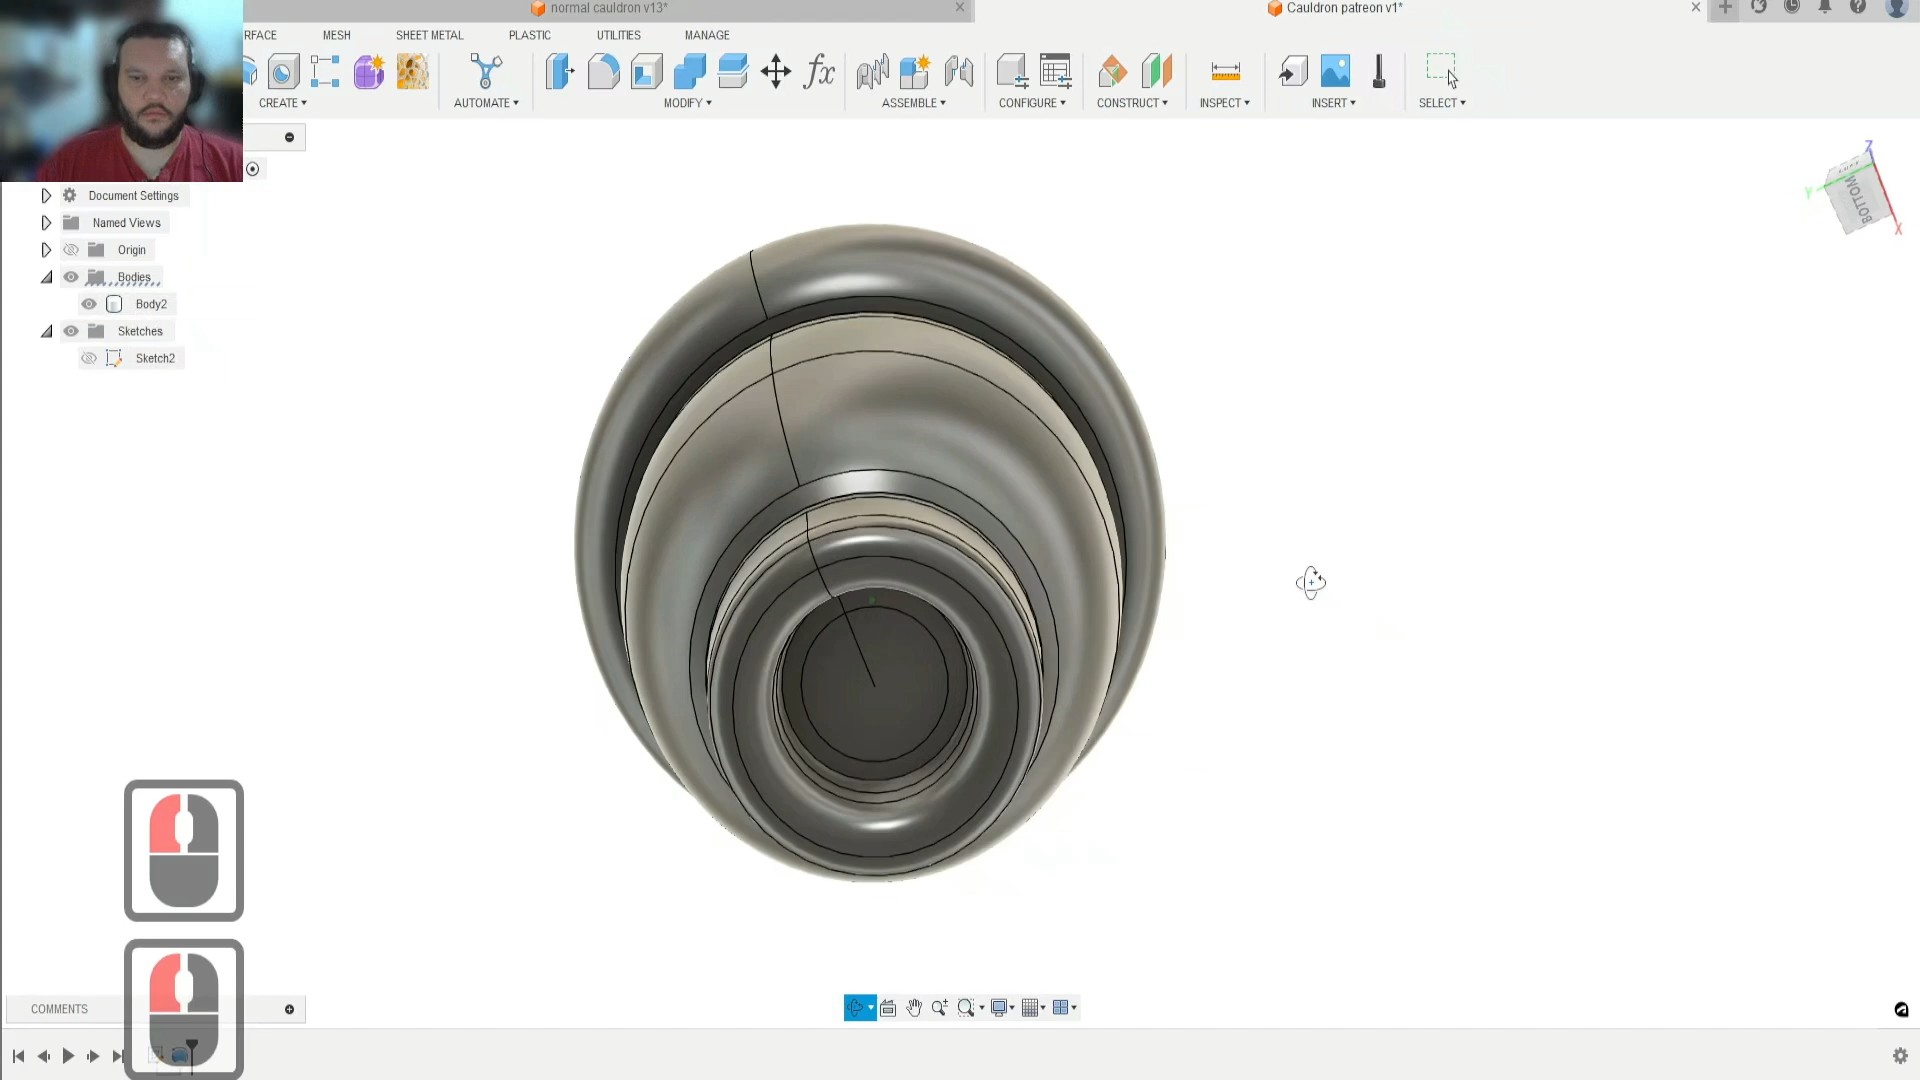 normal cauldron v13*
Cauldron patreon v1*
RFACE
MESH
SHEET METAL
PLASTIC
UTILITIES
MANAGE
fx
CREATE
AUTOMATE
MODIFY
ASSEMBLE
CONFIGURE
CONSTRUCT
INSPECT
INSERT
SELECT
Document Settings
Named Views
Origin
Bodies
Body2
Sketches
Sketch2
Z
Y
X
BOTTOM
COMMENTS